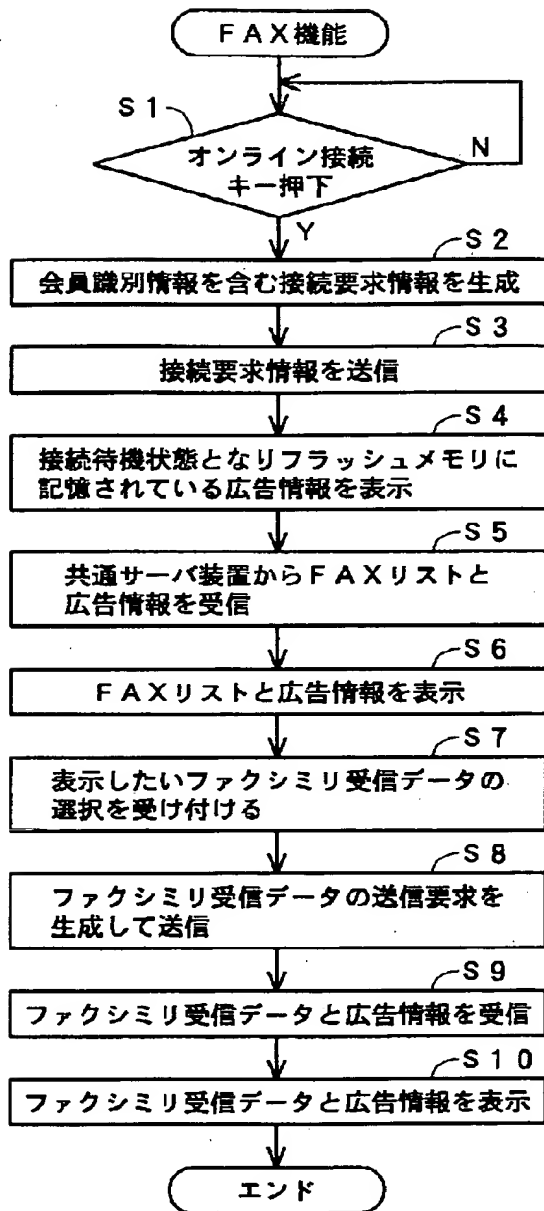 ＦＡＸ機能
Ｓ１
オンライン接続
キー押下
Ｎ
Ｙ
Ｓ２
会員識別情報を含む接続要求情報を生成
Ｓ３
接続要求情報を送信
Ｓ４
接続待機状態となりフラッシュメモリに
記憶されている広告情報を表示
Ｓ５
共通サーバ装置からＦＡＸリストと
広告情報を受信
Ｓ６
ＦＡＸリストと広告情報を表示
Ｓ７
表示したいファクシミリ受信データの
選択を受け付ける
Ｓ８
ファクシミリ受信データの送信要求を
生成して送信
Ｓ９
ファクシミリ受信データと広告情報を受信
Ｓ１０
ファクシミリ受信データと広告情報を表示
エンド